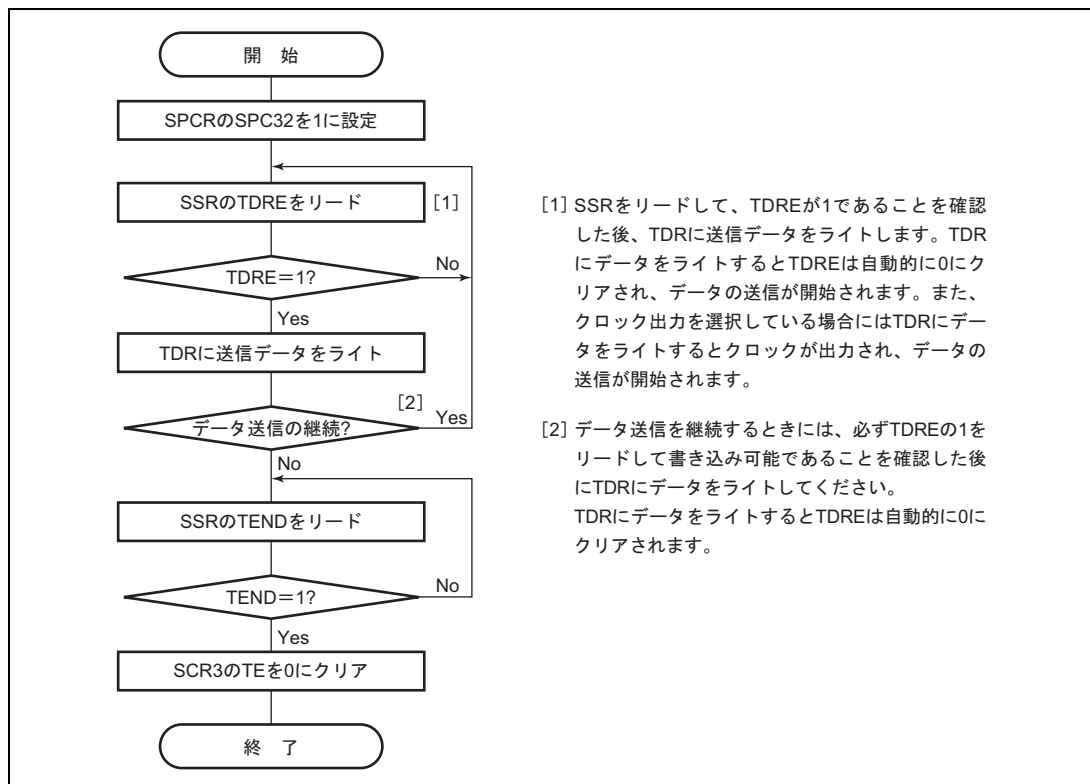 開 始
SPCRのSPC32を1に設定
SSRのTDREをリード
[1]
TDRE=1?
No
Yes
TDRに送信データをライト
[2]
データ送信の継続?
Yes
No
SSRのTENDをリード
TEND=1?
No
Yes
SCR3のTEを0にクリア
終 了
[1] SSRをリードして、TDREが1であることを確認
した後、TDRに送信データをライトします。TDR
にデータをライトするとTDREは自動的に0にク
リアされ、データの送信が開始されます。また、
クロック出力を選択している場合にはTDRにデー
タをライトするとクロックが出力され、データの
送信が開始されます。
[2] データ送信を継続するときには、必ずTDREの1を
リードして書き込み可能であることを確認した後
にTDRにデータをライトしてください。
TDRにデータをライトするとTDREは自動的に0に
クリアされます。